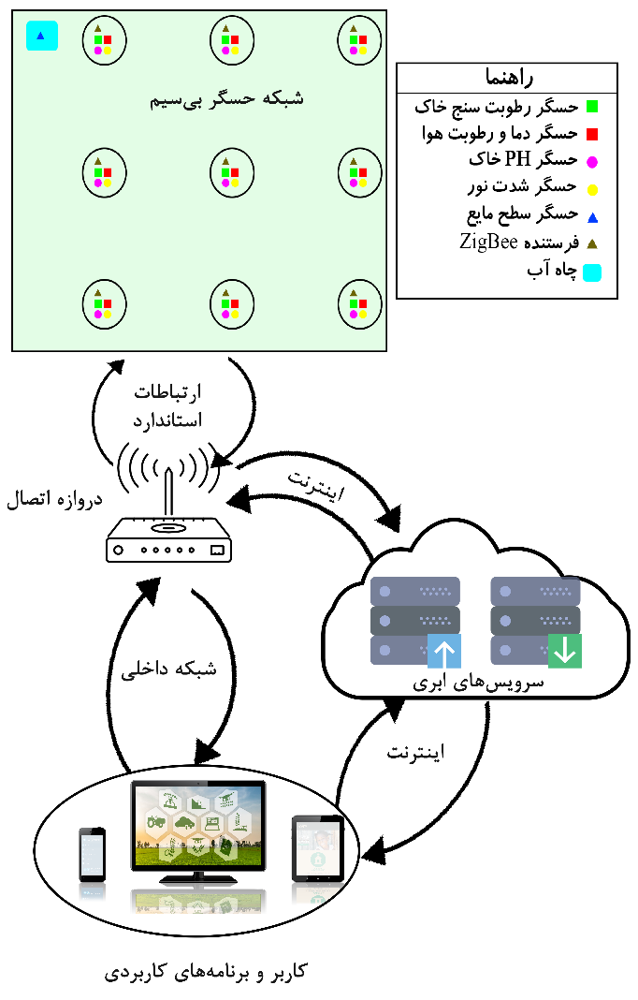 شبکه حسگر بی‌سیم
راهنما
حسگر رطوبت سنج خاک
حسگر دما و رطوبت هوا
حسگر PH خاک
حسگر شدت نور
حسگر سطح مایع
فرستنده ZigBee
چاه آب
ارتباطات
استاندارد
دروازه اتصال
اینترنت
شبکه داخلی
سرویس‌های ابری
اینترنت
کاربر و برنامه‌های کاربردی